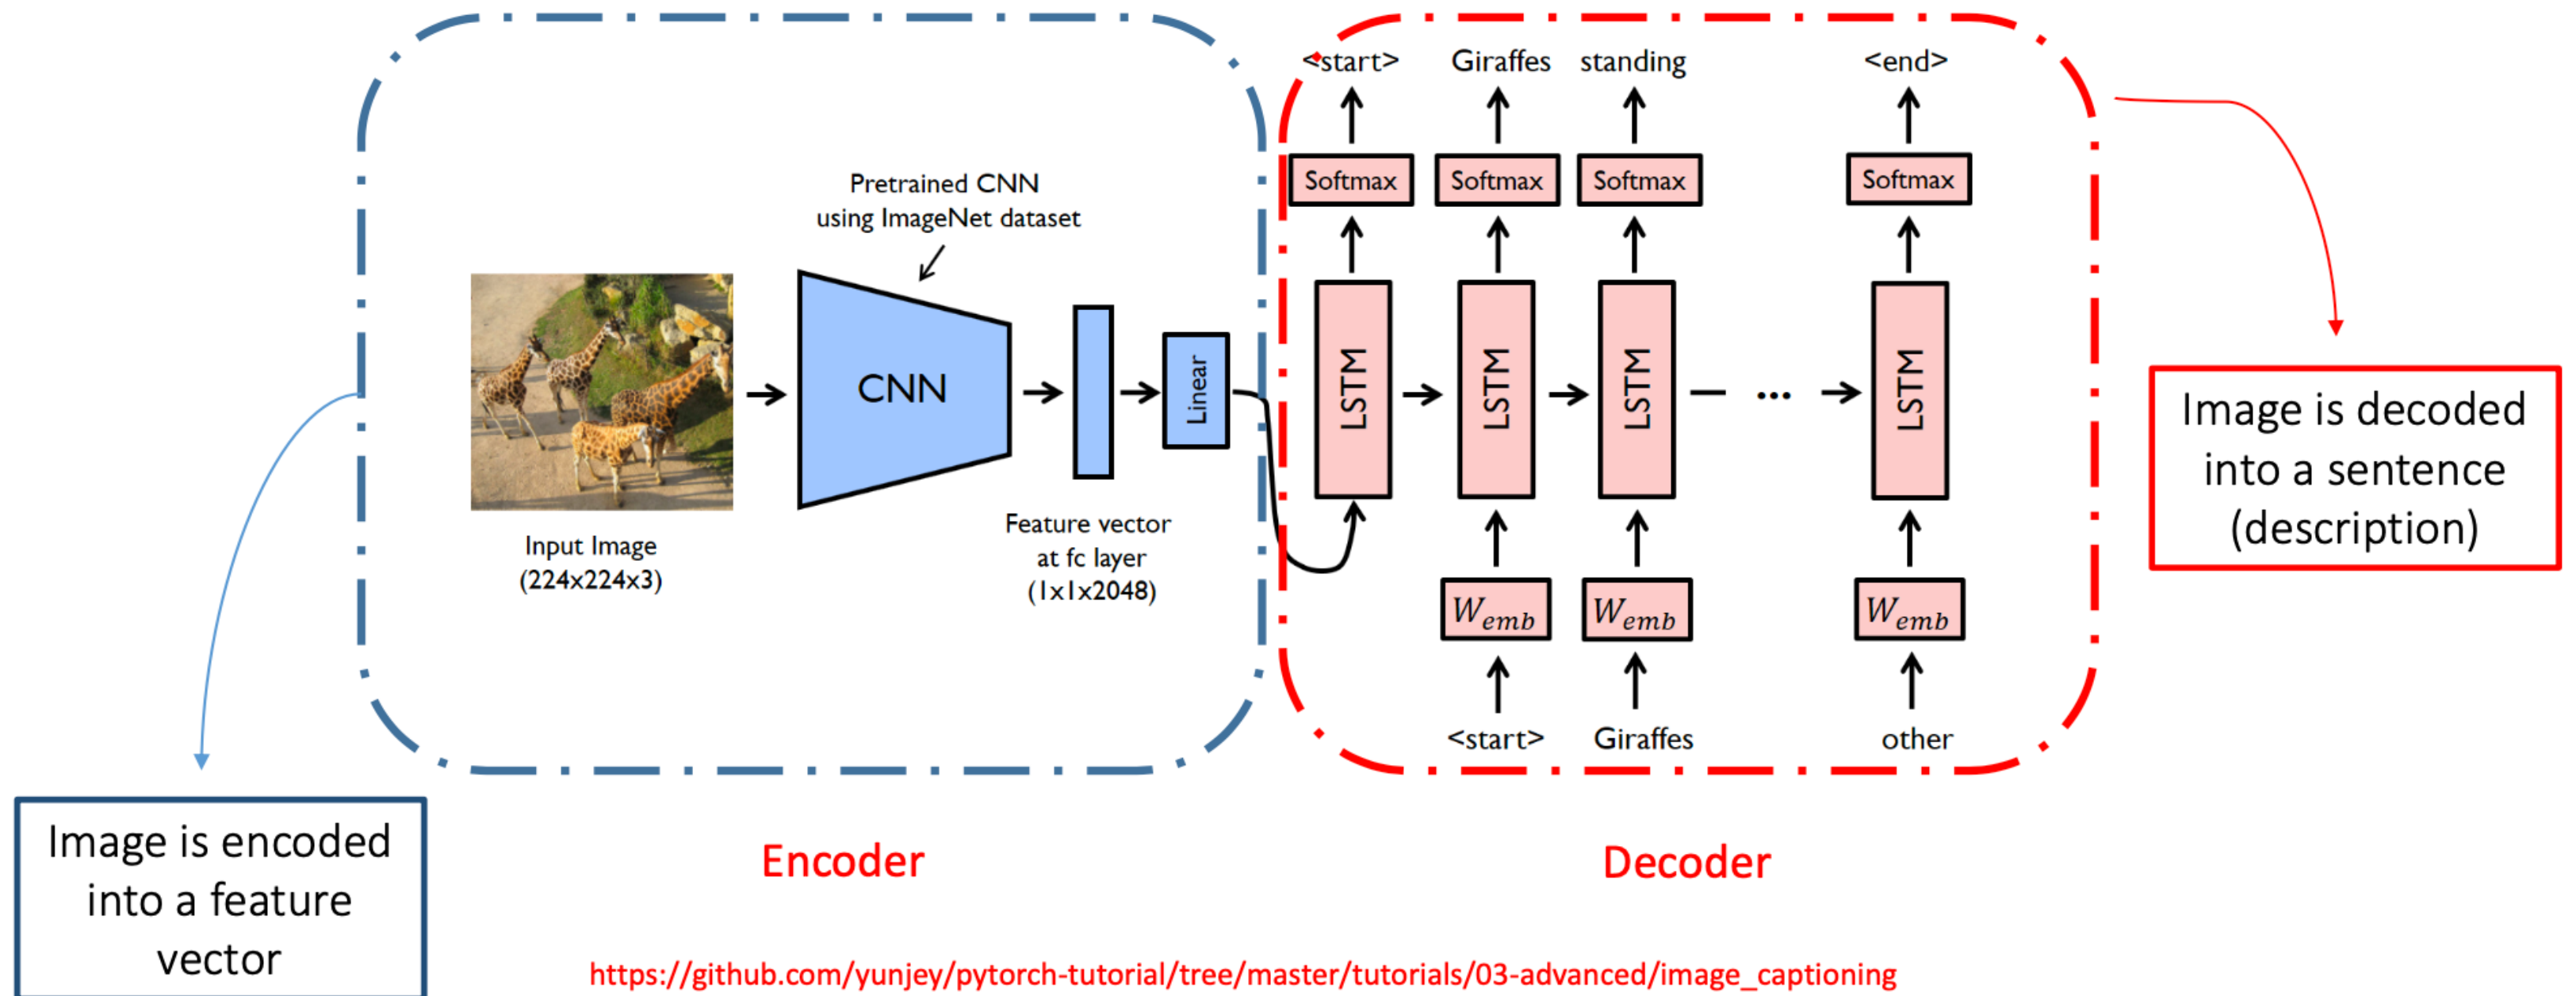 <start>
Giraffes
standing
<end>
Pretrained CNN
using ImageNet dataset
Softmax
Softmax
Softmax
Softmax
CNN
Linear
LSTM
LSTM
LSTM
...
LSTM
Input Image
(224x224x3)
Feature vector
at fc layer
(1x1x2048)
W_emb
W_emb
W_emb
<start>
Giraffes
other
Image is encoded
into a feature
vector
Encoder
Decoder
Image is decoded
into a sentence
(description)
https://github.com/yunjey/pytorch-tutorial/tree/master/tutorials/03-advanced/image_captioning